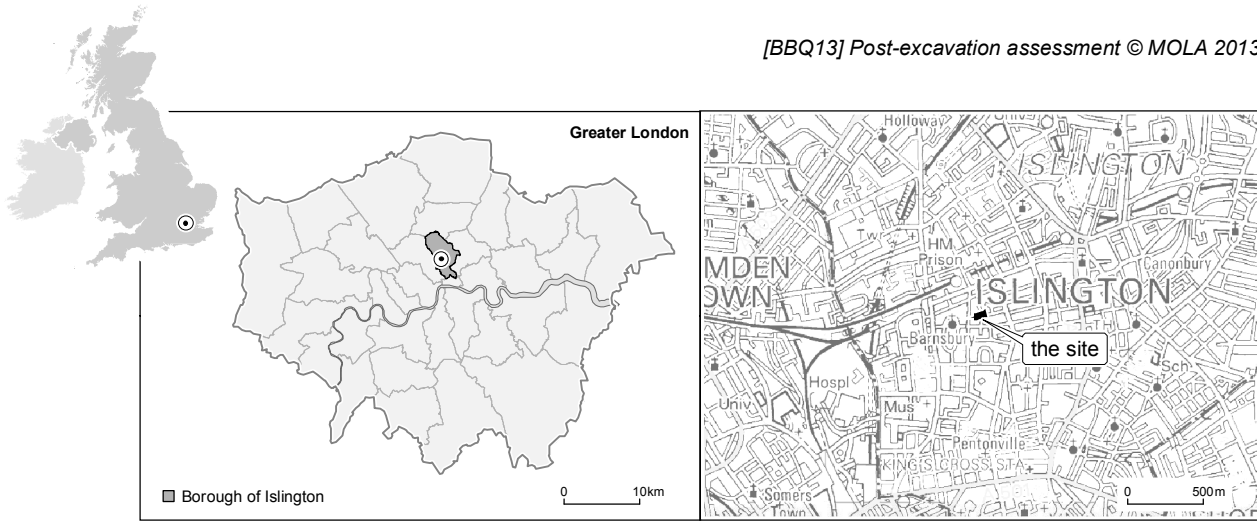 [BBQ13] Post-excavation assessment © MOLA 2013
Greater London
Borough of Islington
0 10km
Holloway
ISLINGTON
HM
Prison
MDEN
OWN
Canonbury
ISLINGTON
Barnsbury
the site
Sch
Hospl
Univ
Mus
Pentonville
KING'S CROSS STA
Somers
Town
0 500m